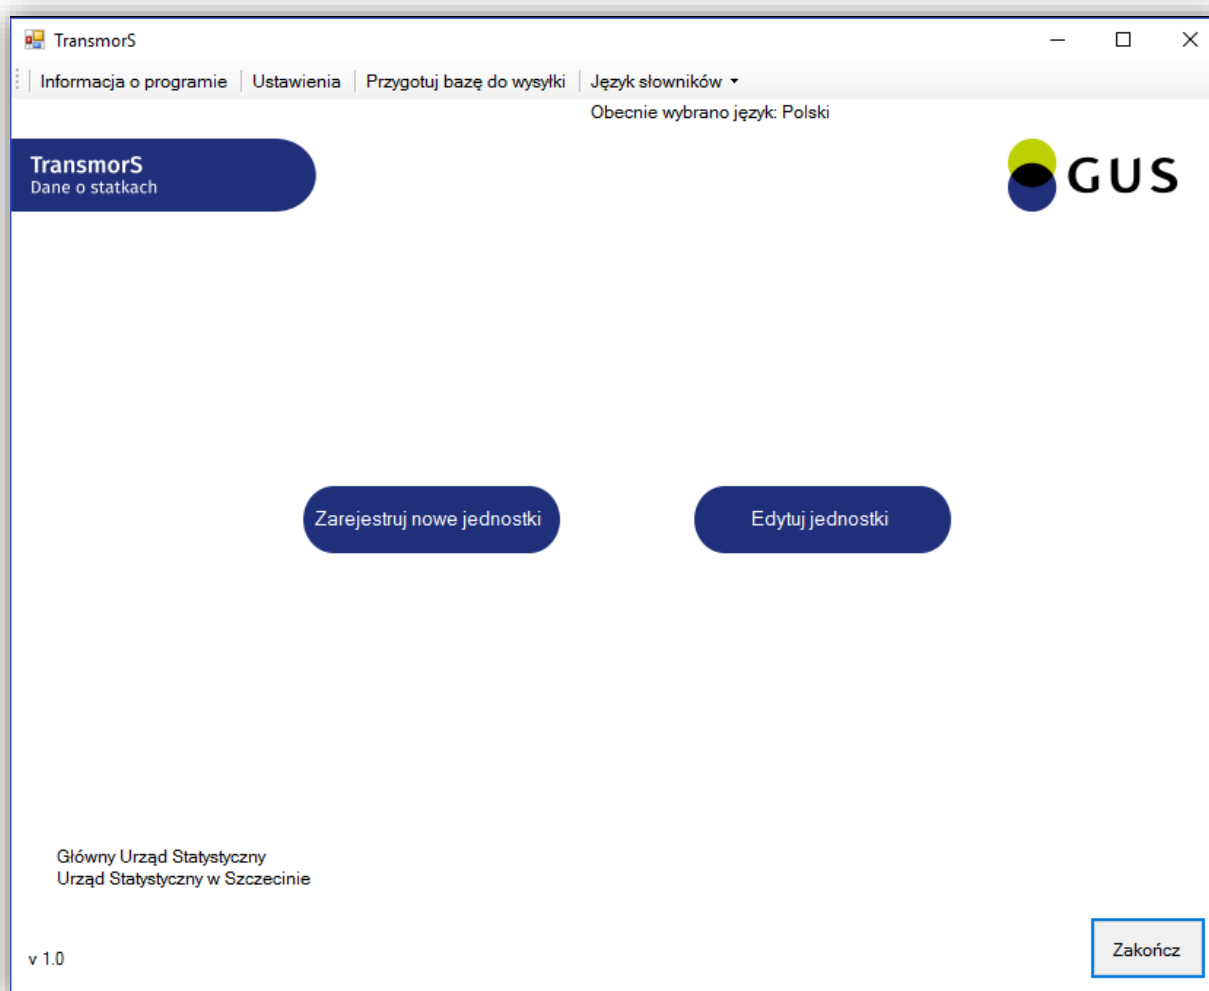 TransmorS
Informacja o programie Ustawienia Przygotuj bazę do wysyłki Język słowników
Obecnie wybrano język: Polski
TransmorS
Dane o statkach
GUS
Zarejestruj nowe jednostki Edytuj jednostki
Główny Urząd Statystyczny
Urząd Statystyczny w Szczecinie
Zakończ
v 1.0